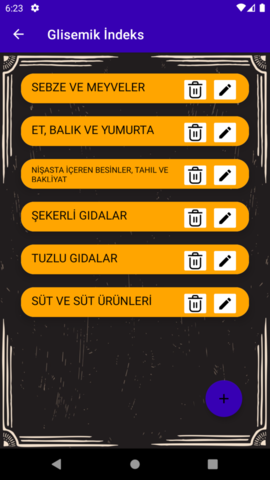 6:23
Glisemik İndeks
SEBZE VE MEYVELER
ET, BALIK VE YUMURTA
NİŞASTA İÇEREN BESİNLER, TAHIL VE
BAKLİYAT
ŞEKERLİ GIDALAR
TUZLU GIDALAR
SÜT VE SÜT ÜRÜNLERİ